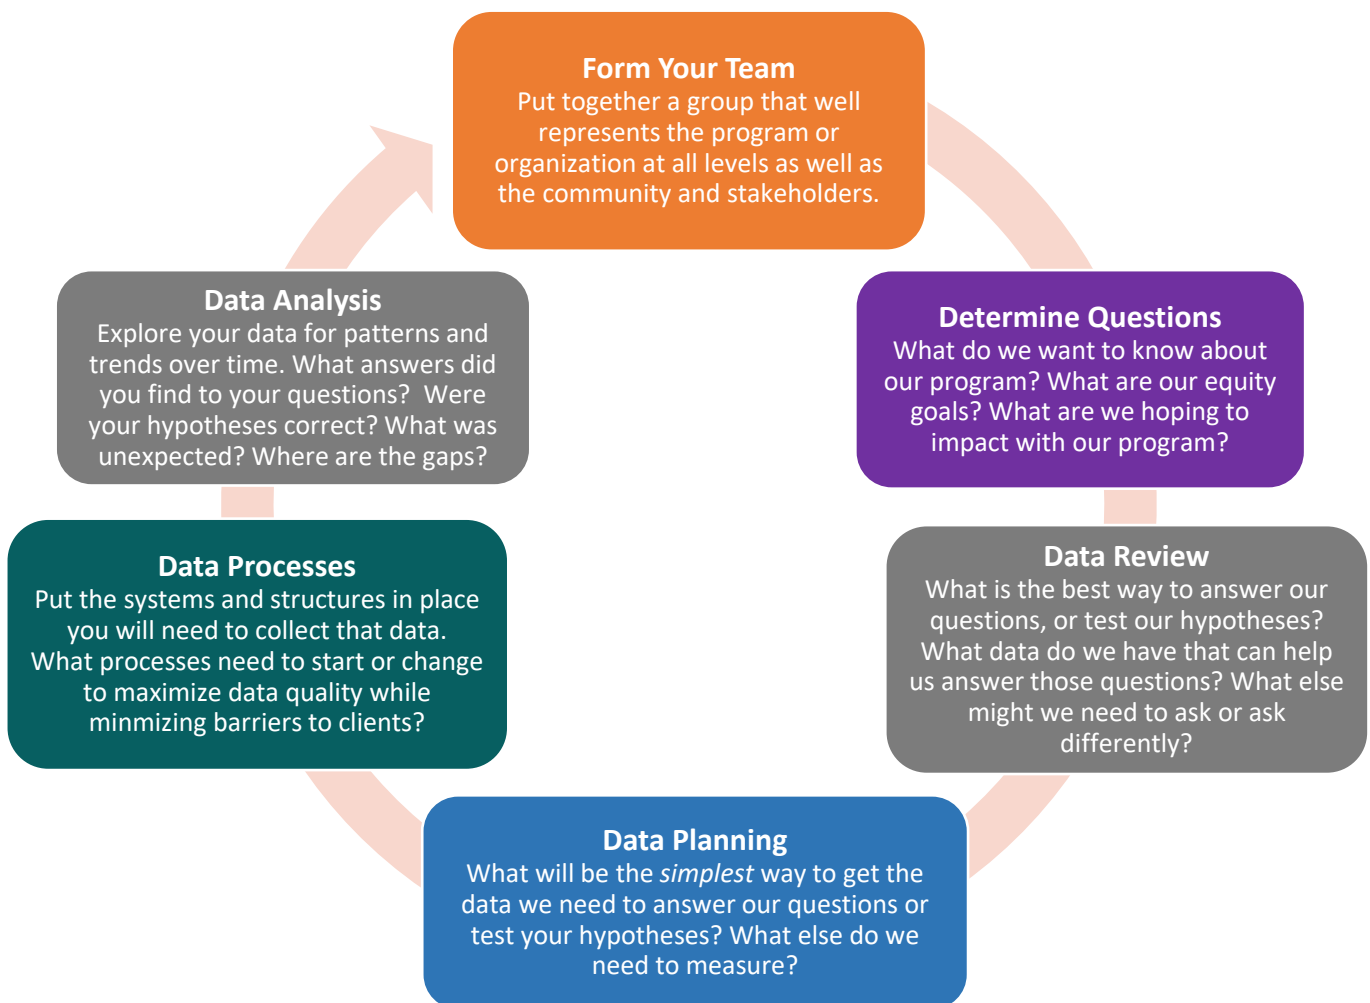 Form Your Team
Put together a group that well
represents the program or
organization at all levels as well as
the community and stakeholders.
Determine Questions
What do we want to know about
our program? What are our equity
goals? What are we hoping to
impact with our program?
Data Review
What is the best way to answer our
questions, or test our hypotheses?
What data do we have that can help
us answer those questions? What else
might we need to ask or ask
differently?
Data Planning
What will be the simplest way to get the
data we need to answer our questions or
test your hypotheses? What else do we
need to measure?
Data Processes
Put the systems and structures in place
you will need to collect that data.
What processes need to start or change
to maximize data quality while
minmizing barriers to clients?
Data Analysis
Explore your data for patterns and
trends over time. What answers did
you find to your questions?  Were
your hypotheses correct? What was
unexpected? Where are the gaps?